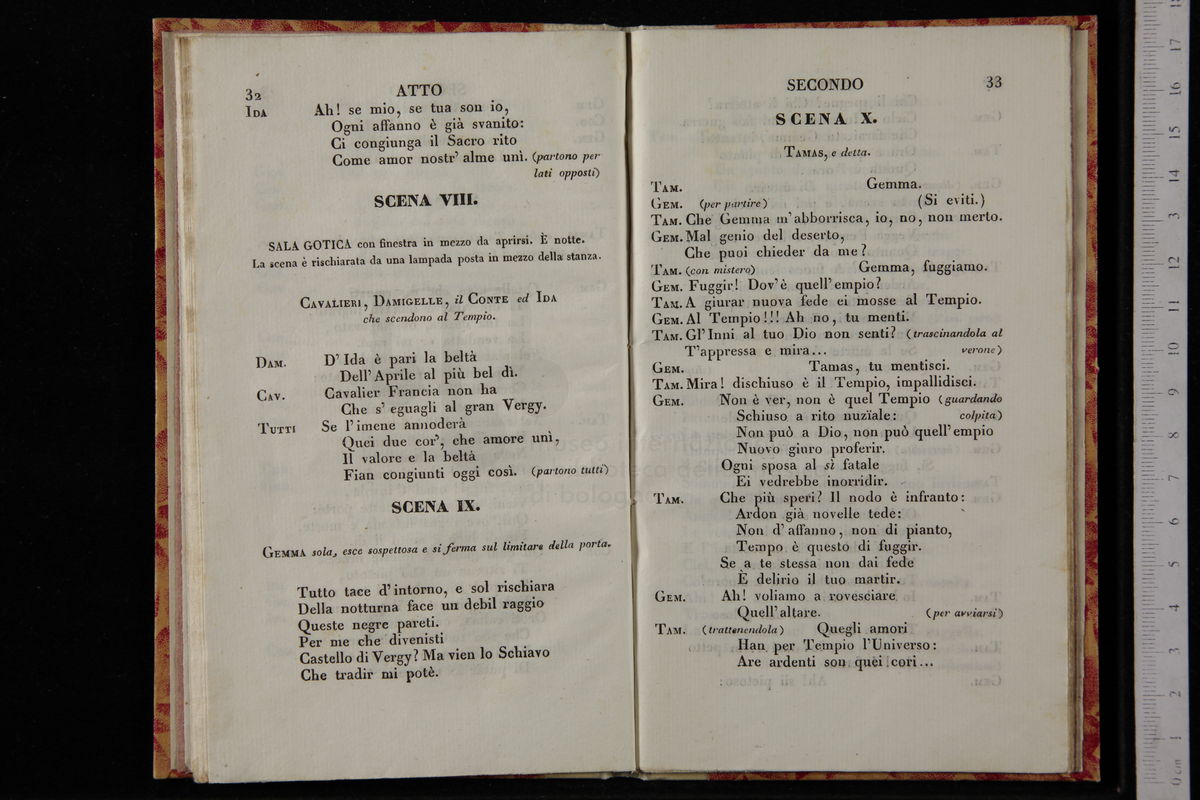 32
ATTO
IDA Ah! se mio, se tua son io,
Ogni affanno è già svanito:
Ci congiunga il Sacro rito
Come amor nostr' alme unì. (partono per
lati opposti)
SCENA VIII.
SALA GOTICA con finestra in mezzo da aprirsi. È notte.
La scena è rischiarata da una lampada posta in mezzo della stanza.
CAVALIERI, DAMIGELLE, il CONTE ed IDA
che scendono al Tempio.
DAM. D' Ida è pari la beltà
Dell' Aprile al più bel dì.
CAV. Cavalier Francia non ha
Che s' eguagli al gran Vergy.
TUTTI Se l' imene annoderà
Quei due cor', che amore unì,
Il valore e la beltà
Fian congiunti oggi così. (partono tutti)
SCENA IX.
GEMMA sola, esce sospettosa e si ferma sul limitare della porta.
Tutto tace d' intorno, e sol rischiara
Della notturna face un debil raggio
Queste negre pareti.
Per me che divenisti
Castello di Vergy? Ma vien lo Schiavo
Che tradir mi potè.
SECONDO
33
SCENA X.
TAMAS, e detta.
TAM. Gemma.
GEM. (per partire) (Si eviti.)
TAM. Che Gemma m' abborrisca, io, no, non merto.
GEM. Mal genio del deserto,
Che puoi chieder da me?
TAM. (con mistero) Gemma, fuggiamo.
GEM. Fuggir! Dov' è quell' empio?
TAM. A giurar nuova fede ei mosse al Tempio.
GEM. Al Tempio!!! Ah no, tu menti.
TAM. Gl' Inni al tuo Dio non senti? (trascinandola al
T' appressa e mira... verone)
GEM. Tamas, tu mentisci.
TAM. Mira! dischiuso è il Tempio, impallidisci.
GEM. Non è ver, non è quel Tempio (guardando
Schiuso a rito nuzïale: colpita)
Non può a Dio, non può quell' empio
Nuovo giuro proferir.
Ogni sposa al sì fatale
Ei vedrebbe inorridir.
TAM. Che più speri? Il nodo è infranto:
Ardon già novelle tede:
Non d' affanno, non di pianto,
Tempo è questo di fuggir.
Se a te stessa non dai fede
È delirio il tuo martir.
GEM. Ah! voliamo a rovesciare
Quell' altare. (per avviarsi)
TAM. (trattenendola) Quegli amori
Han per Tempio l' Universo:
Are ardenti son quei cori...